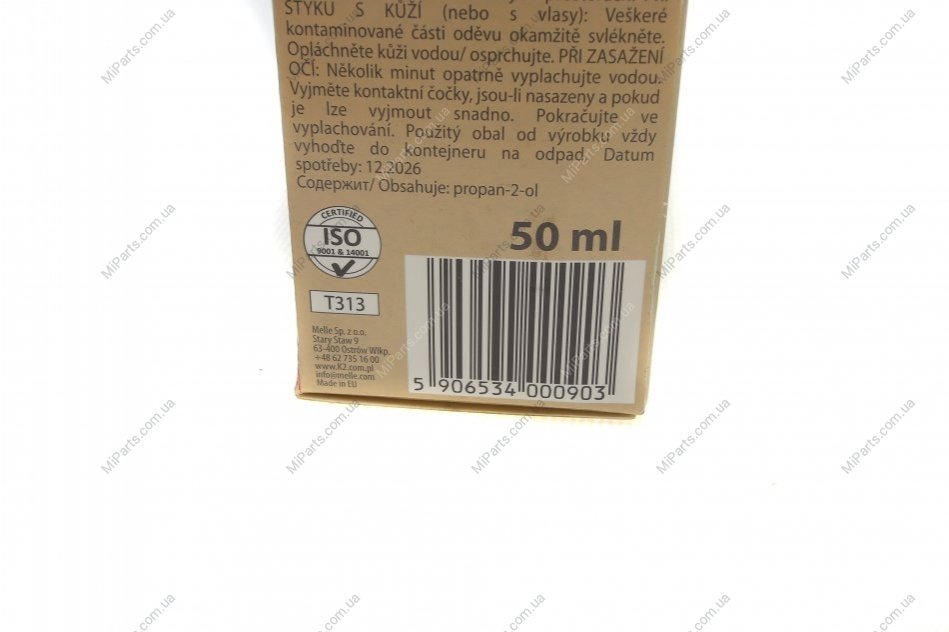 STYKU S KŮŽÍ (nebo s vlasy): Veškeré
kontaminované části oděvu okamžitě svlékněte.
Opláchněte kůži vodou/ osprchujte. PŘI ZASAŽENÍ
OČÍ: Několik minut opatrně vyplachujte vodou.
Vyjměte kontaktní čočky, jsou-li nasazeny a pokud
je lze vyjmout snadno. Pokračujte ve
vyplachování. Použitý obal od výrobku vždy
vyhoďte do kontejneru na odpad. Datum
spotřeby: 12.2026
Содержит/ Obsahuje: propan-2-ol
CERTIFIED
ISO
9001 & 14001
50 ml
T313
Melle Sp. z o.o.
Stary Staw 9
63-400 Ostrów Wlkp.
+48 62 735 16 00
www.K2.com.pl
info@melle.com
Made in EU
5 906534 000903
MiParts.com.ua